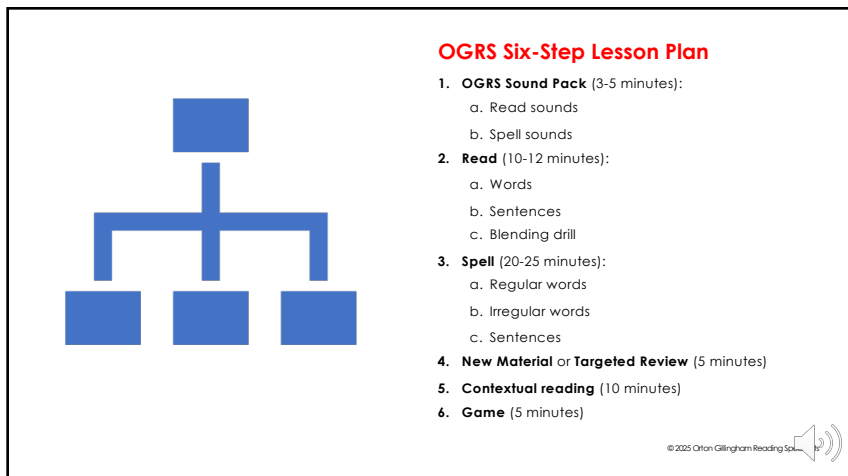 OGRS Six-Step Lesson Plan
1. OGRS Sound Pack (3-5 minutes):
a. Read sounds
b. Spell sounds
2. Read (10-12 minutes):
a. Words
b. Sentences
c. Blending drill
3. Spell (20-25 minutes):
a. Regular words
b. Irregular words
c. Sentences
4. New Material or Targeted Review (5 minutes)
5. Contextual reading (10 minutes)
6. Game (5 minutes)
© 2025 Orton Gillingham Reading